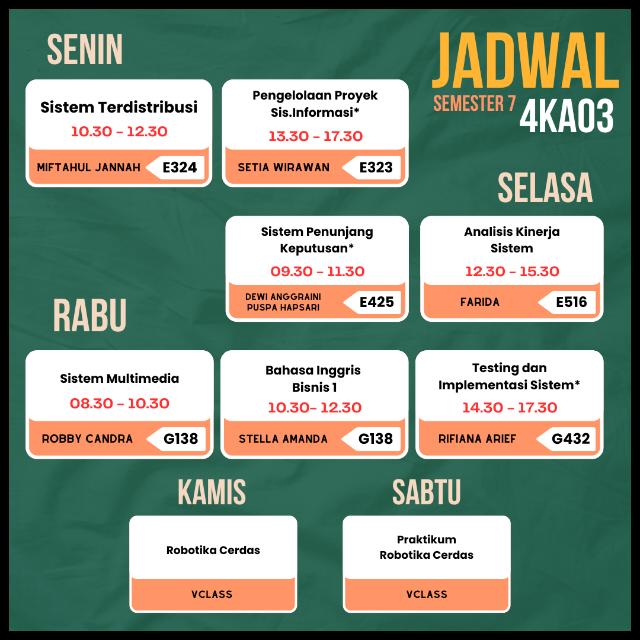 SENIN
JADWAL
SEMESTER 7
4KA03
Sistem Terdistribusi
10.30 - 12.30
MIFTAHUL JANNAH
E324
Pengelolaan Proyek
Sis.Informasi*
13.30 - 17.30
SETIA WIRAWAN
E323
SELASA
Sistem Penunjang
Keputusan*
09.30 - 11.30
DEWI ANGGRAINI
PUSPA HAPSARI
E425
Analisis Kinerja
Sistem
12.30 - 15.30
FARIDA
E516
RABU
Sistem Multimedia
08.30 - 10.30
ROBBY CANDRA
G138
Bahasa Inggris
Bisnis 1
10.30- 12.30
STELLA AMANDA
G138
Testing dan
Implementasi Sistem*
14.30 - 17.30
RIFIANA ARIEF
G432
KAMIS
Robotika Cerdas
VCLASS
SABTU
Praktikum
Robotika Cerdas
VCLASS